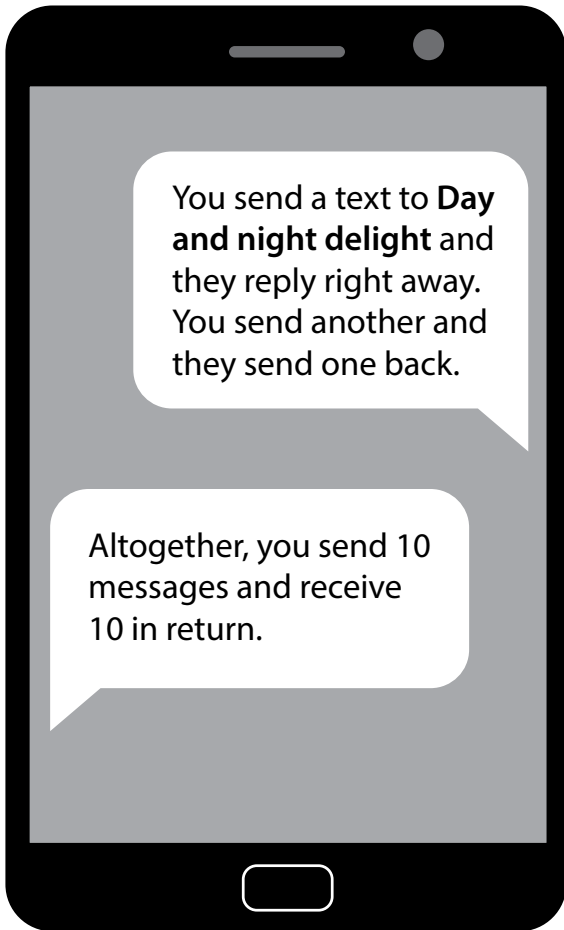 You send a text to Day
and night delight and
they reply right away.
You send another and
they send one back.
Altogether, you send 10
messages and receive
10 in return.